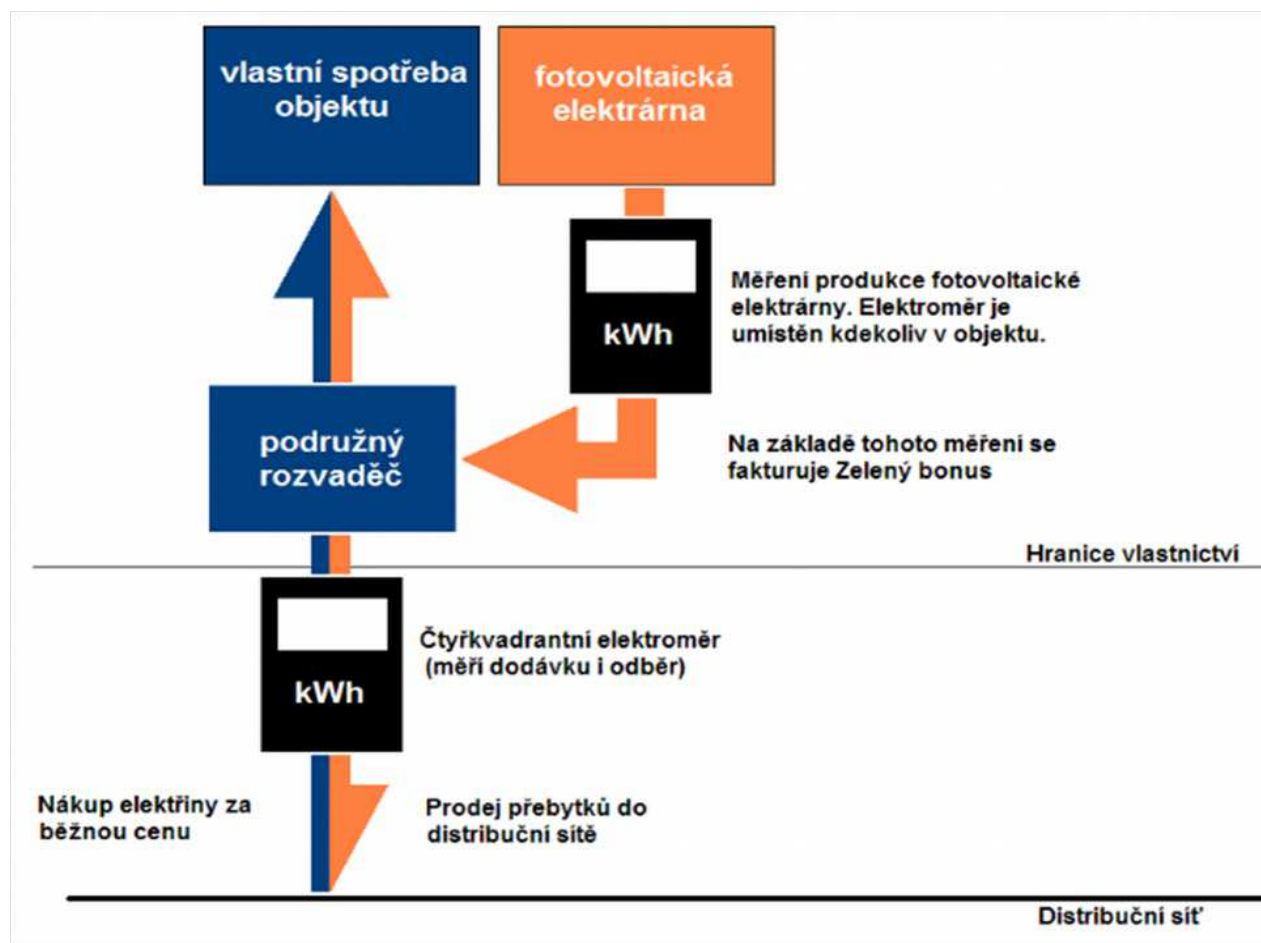 vlastní spotřeba
objektu
fotovoltaická
elektrárna
kWh
Měření produkce fotovoltaické
elektrárny. Elektroměr je
umistěn kdekoliv v objektu.
podružný
rozvaděč
Na základě tohoto měření se
fakturuje Zelený bonus
Hranice vlastnictví
kWh
Čtyřkvadrantní elektroměr
(měří dodávku i odběr)
Nákup elektřiny za
běžnou cenu
Prodej přebytků do
distribuční sítě
Distribuční síť